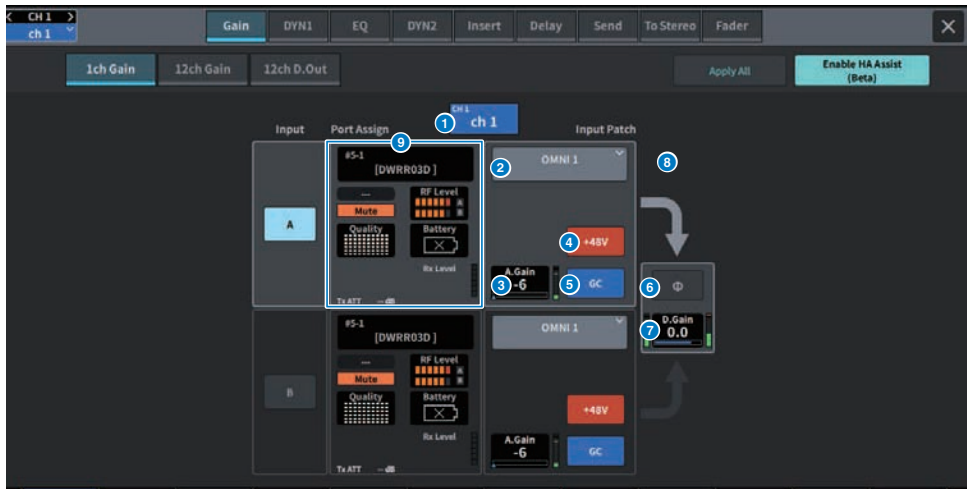 < CH 1 >
ch 1
Gain DYN1 EQ DYN2 Insert Delay Send To Stereo Fader
1ch Gain 12ch Gain 12ch D.Out Apply All Enable HA Assist
(Beta)
CH 1
1 ch 1
Input Port Assign Input Patch
9
#5-1
[DWRR03D ]
2 OMNI 1
8
---
Mute
RF Level
A
B
A
Quality
Battery
4 +48V
Rx Level
3 A.Gain
-6
5 GC
6 Φ
Tx ATT --dB
7 D.Gain
0.0
#5-1
[DWRR03D ]
OMNI 1
---
Mute
RF Level
A
B
B
Quality
Battery
+48V
Rx Level
A.Gain
-6
GC
Tx ATT --dB